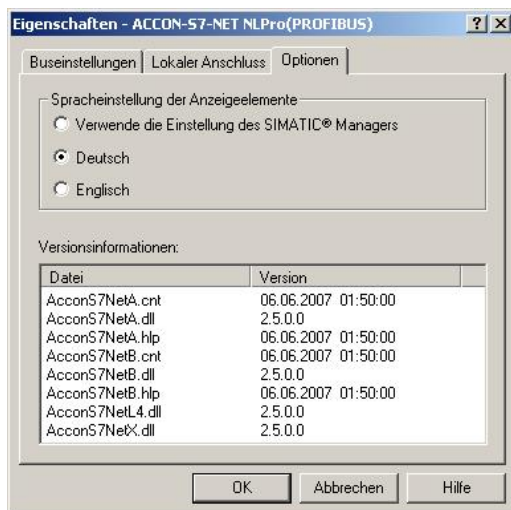 Eigenschaften - ACCON-S7-NET NLPro(PROFIBUS)
Buseinstellungen Lokaler Anschluss Optionen
Spracheinstellung der Anzeigeelemente
Verwende die Einstellung des SIMATIC® Managers
Deutsch
Englisch
Versionsinformationen:
Datei Version
AcconS7NetA.cnt 06.06.2007 01:50:00
AcconS7NetA.dll 2.5.0.0
AcconS7NetA.hlp 06.06.2007 01:50:00
AcconS7NetB.cnt 06.06.2007 01:50:00
AcconS7NetB.dll 2.5.0.0
AcconS7NetB.hlp 06.06.2007 01:50:00
AcconS7NetL4.dll 2.5.0.0
AcconS7NetX.dll 2.5.0.0
OK Abbrechen Hilfe